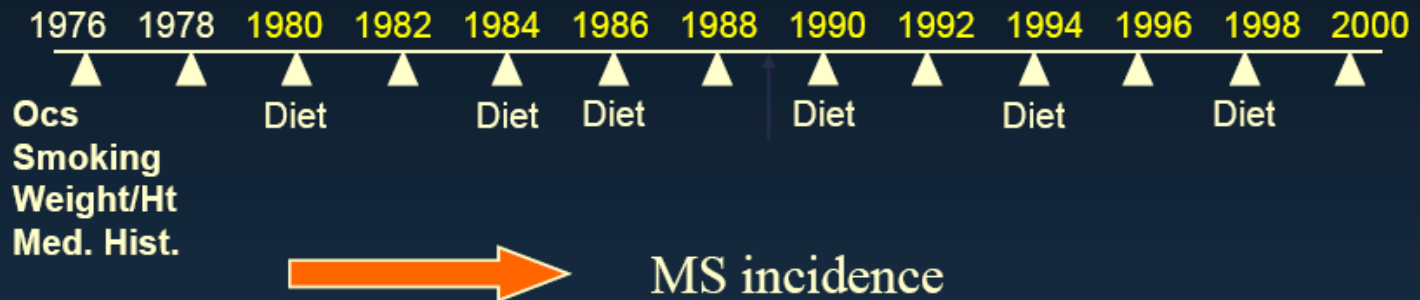 1976 1978 1980 1982 1984 1986 1988 1990 1992 1994 1996 1998 2000
Ocs Diet Diet Diet Diet Diet Diet
Smoking
Weight/Ht
Med. Hist.
MS incidence